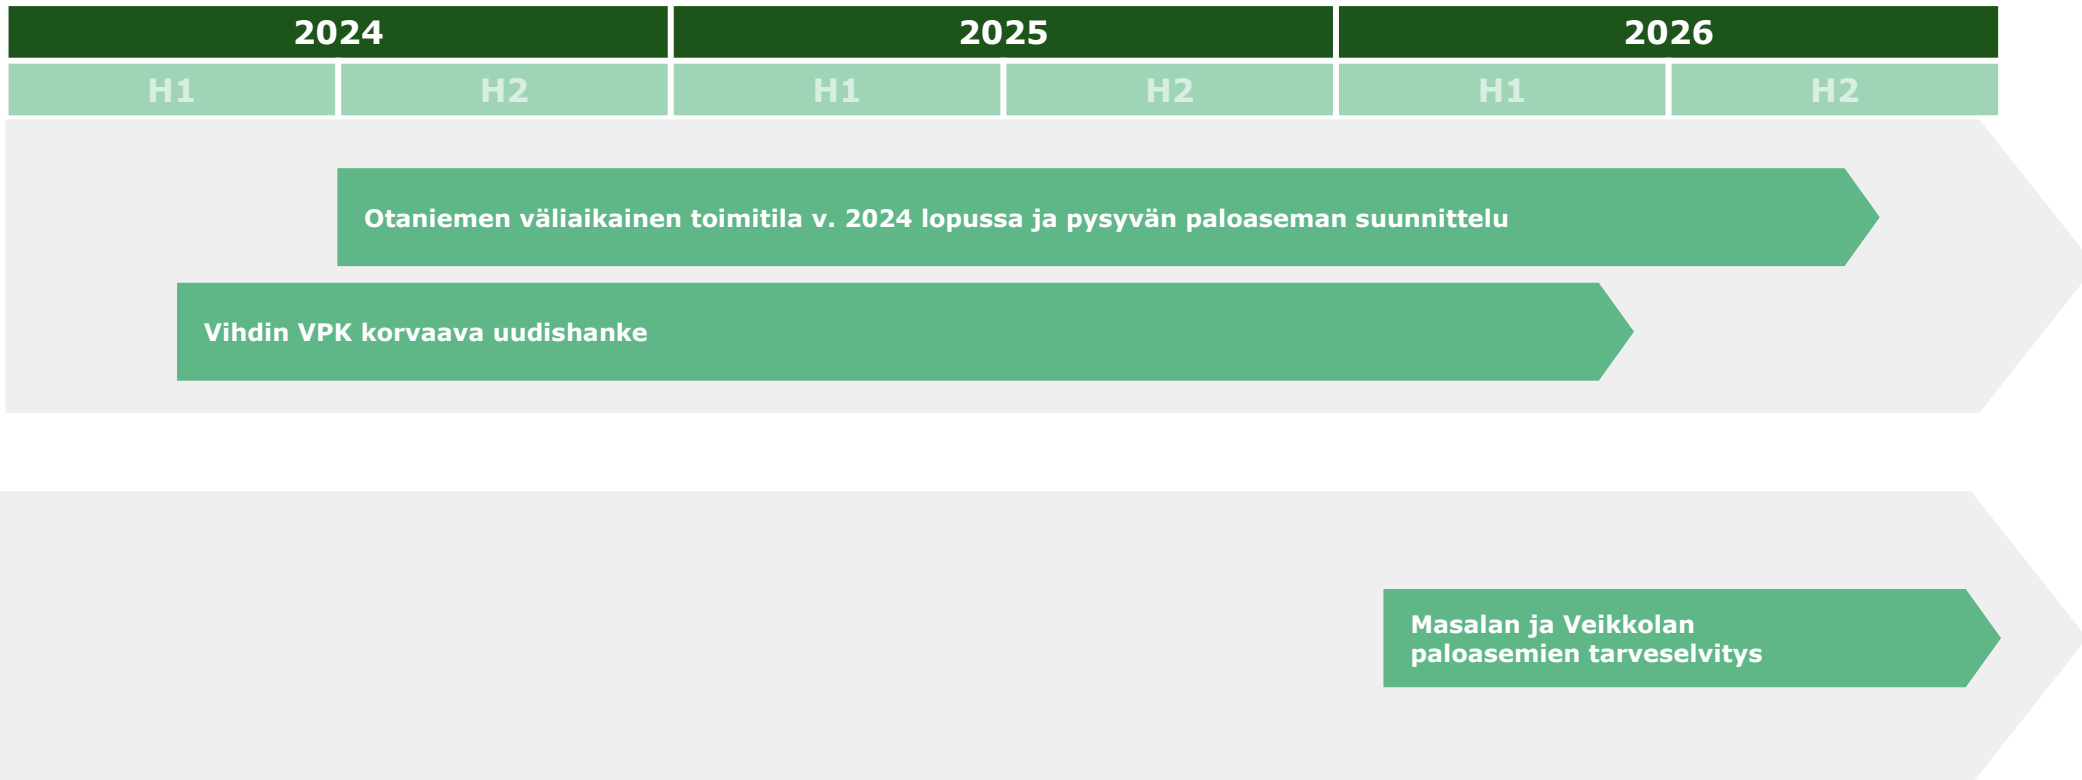 2024 2025 2026
H1 H2 H1 H2 H1 H2
Otaniemen väliaikainen toimitila v. 2024 lopussa ja pysyvän paloaseman suunnittelu
Vihdin VPK korvaava uudishanke
Masalan ja Veikkolan
paloasemien tarveselvitys